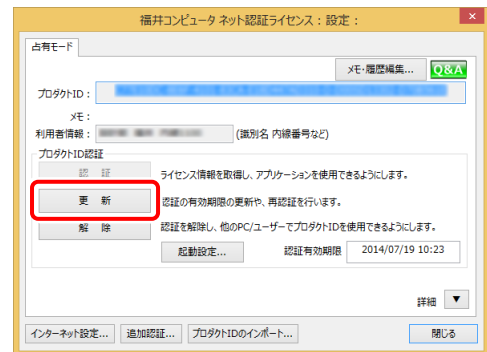 福井コンピュータ ネット認証ライセンス：設定：
占有モード
メモ・履歴編集...
Q&A
プロダクトID：
メモ：
利用者情報：
(識別名 内線番号など)
プロダクトID認証
認 証
ライセンス情報を取得し、アプリケーションを使用できるようにします。
更 新
認証の有効期限の更新や、再認証を行います。
解 除
認証を解除し、他のPC/ユーザーでプロダクトIDを使用できるようにします。
起動設定...
認証有効期限
2014/07/19 10:23
詳細 ▼
インターネット設定...
追加認証...
プロダクトIDのインポート...
閉じる